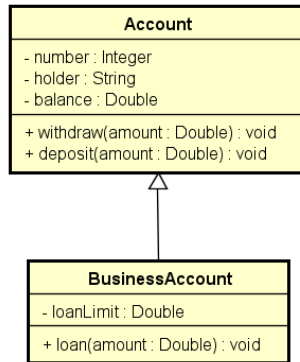 Account
- number : Integer
- holder : String
- balance : Double
+ withdraw(amount : Double) : void
+ deposit(amount : Double) : void
BusinessAccount
- loanLimit : Double
+ loan(amount : Double) : void